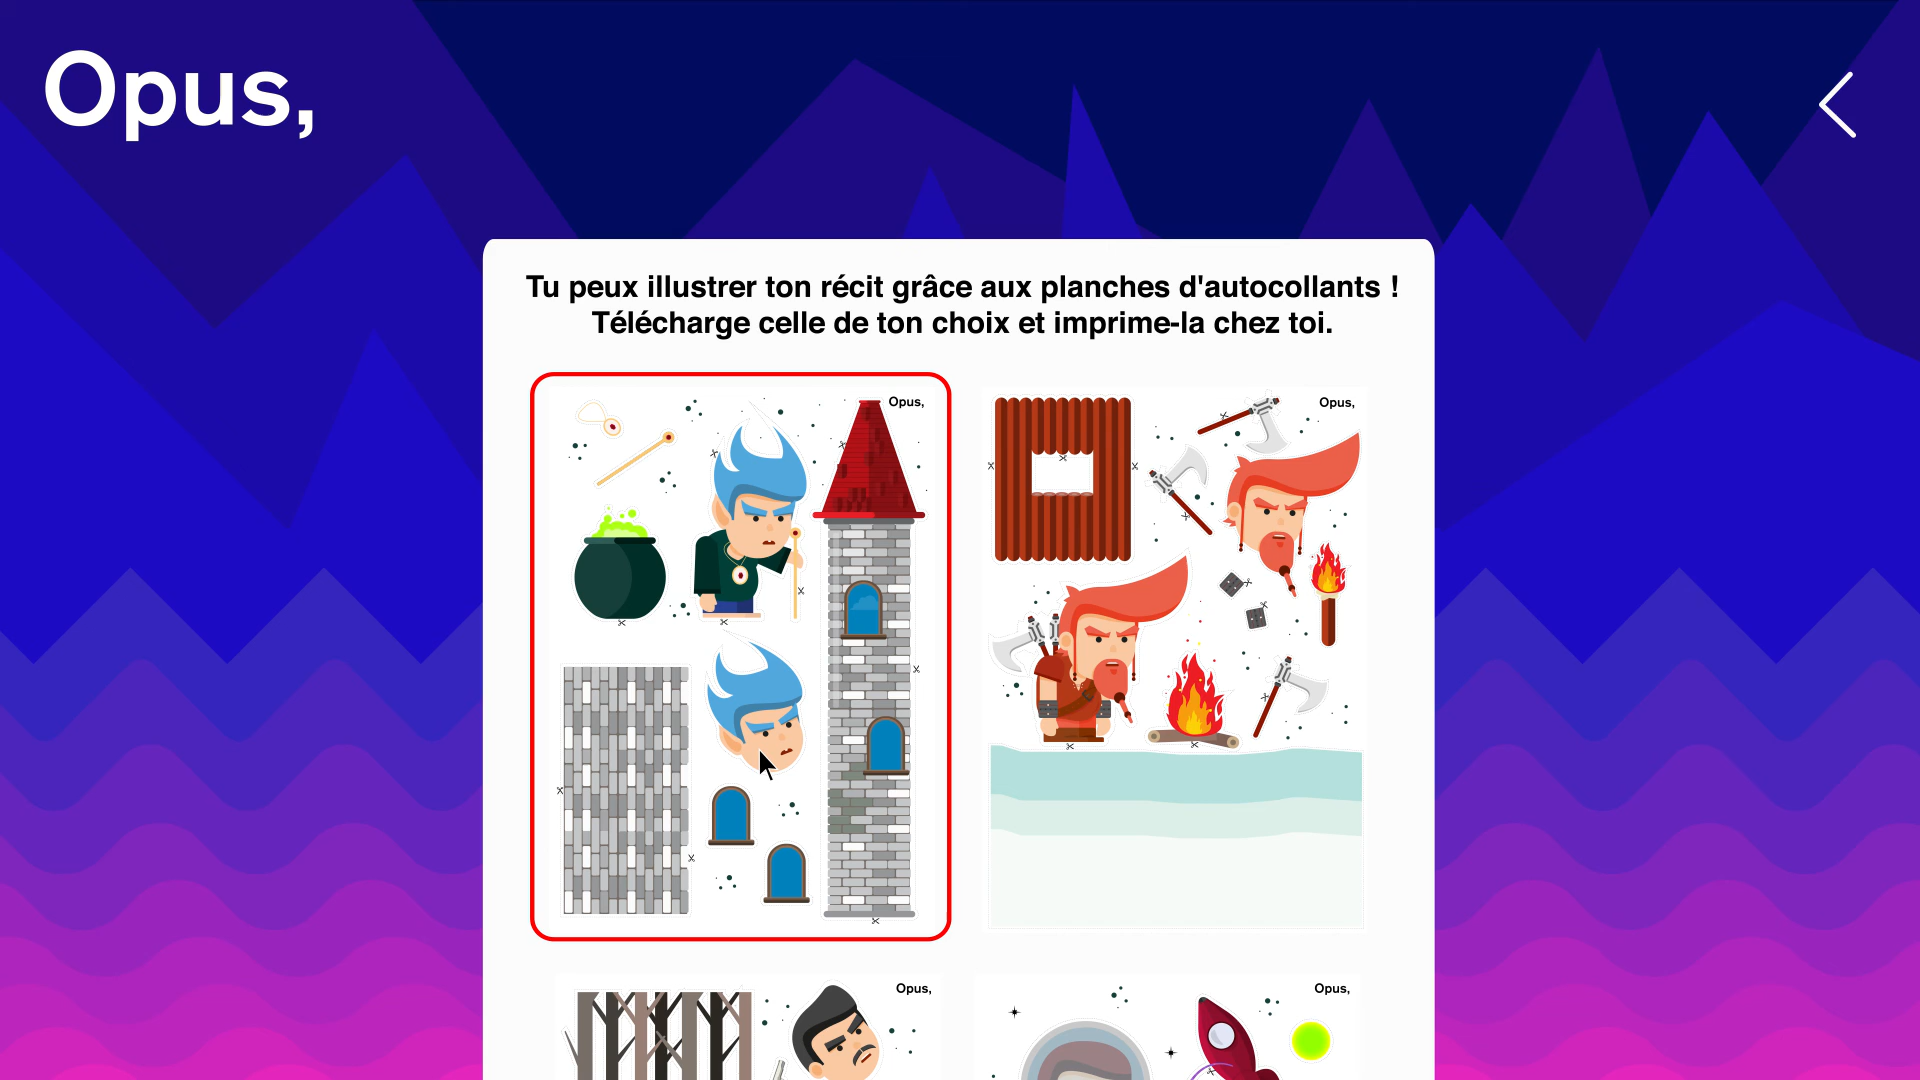 Opus,
Tu peux illustrer ton récit grâce aux planches d'autocollants !
Télécharge celle de ton choix et imprime-la chez toi.
Opus,
Opus,
Opus,
Opus,